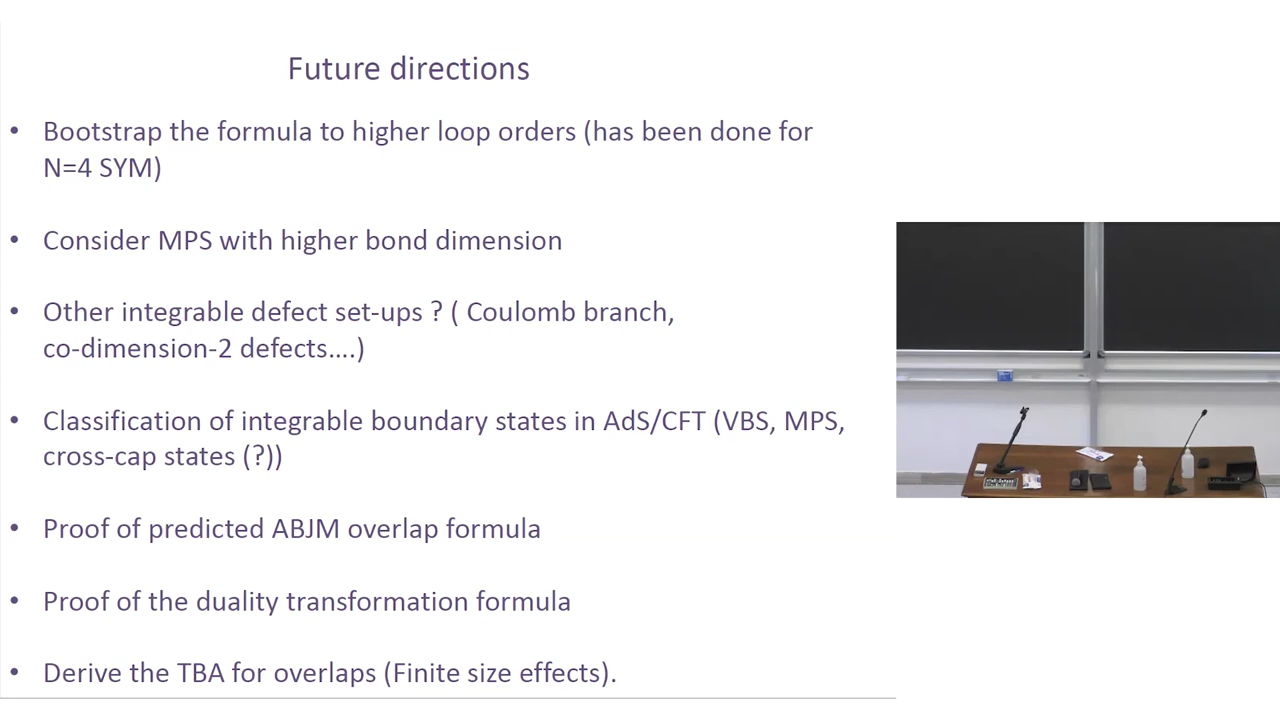 Future directions
• Bootstrap the formula to higher loop orders (has been done for
N=4 SYM)
• Consider MPS with higher bond dimension
• Other integrable defect set-ups ? ( Coulomb branch,
co-dimension-2 defects....)
• Classification of integrable boundary states in AdS/CFT (VBS, MPS,
cross-cap states (?))
• Proof of predicted ABJM overlap formula
• Proof of the duality transformation formula
• Derive the TBA for overlaps (Finite size effects).